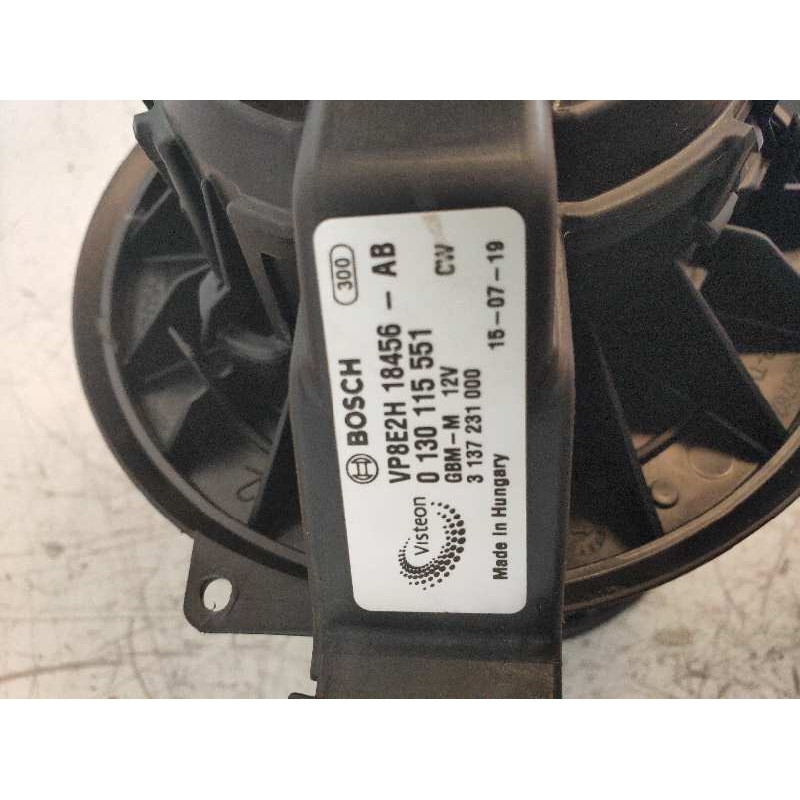 300
BOSCH
VP8E2H 18456 - AB
0 130 115 551 CW
GBM-M 12V
3 137 231 000 15-07-19
Visteon
Made In Hungary